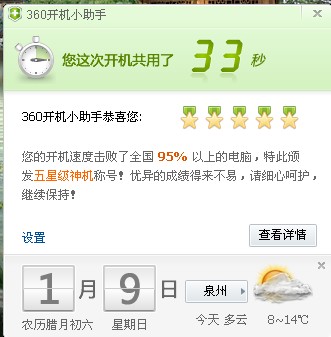 360开机小助手
您这次开机共用了 33 秒
360开机小助手恭喜您:
您的开机速度击败了全国 95% 以上的电脑，特此颁
发五星级神机称号！优异的成绩得来不易，请细心呵护，
继续保持！
设置
查看详情
1 月 9 日
泉州
农历腊月初六
星期日
今天 多云
8~14℃